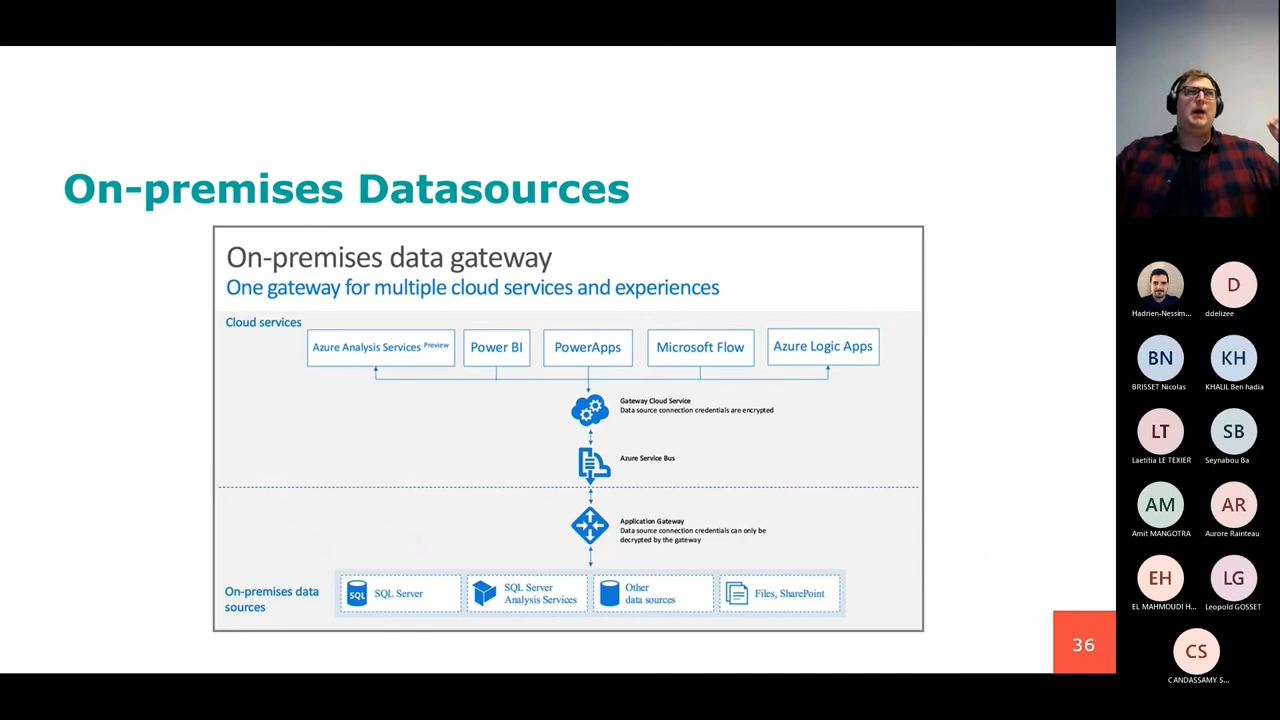 On-premises Datasources
On-premises data gateway
One gateway for multiple cloud services and experiences
Cloud services
Azure Analysis Services Preview
Power BI
PowerApps
Microsoft Flow
Azure Logic Apps
Gateway Cloud Service
Data source connection credentials are encrypted
Azure Service Bus
Application Gateway
Data source connection credentials can only be
decrypted by the gateway
On-premises data
sources
SQL
SQL Server
SQL Server
Analysis Services
Other
data sources
Files, SharePoint
36
Hadrien-Nessim...
D
ddelizee
BN
BRISSET Nicolas
KH
KHALIL Ben hadia
LT
Laetitia LE TEXIER
SB
Seynabou Ba
AM
Amit MANGOTRA
AR
Aurore Rainteau
EH
EL MAHMOUDI H...
LG
Leopold GOSSET
CS
CANDASSAMY S...